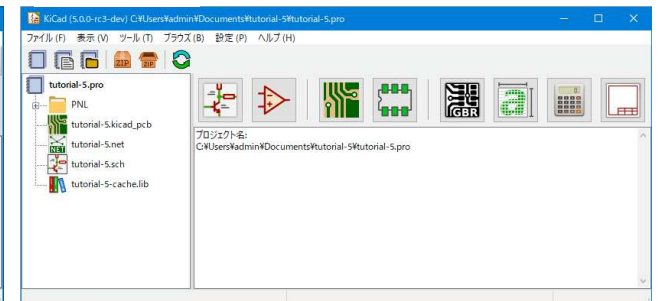 KiCad (5.0.0-rc3-dev) C:¥Users¥admin¥Documents¥tutorial-5¥tutorial-5.pro
ファイル (F) 表示 (V) ツール (T) ブラウズ (B) 設定 (P) ヘルプ (H)
ZIP ZIP
tutorial-5.pro
PNL
tutorial-5.kicad_pcb
NET tutorial-5.net
tutorial-5.sch
tutorial-5-cache.lib
GBR a
プロジェクト名:
C:¥Users¥admin¥Documents¥tutorial-5¥tutorial-5.pro